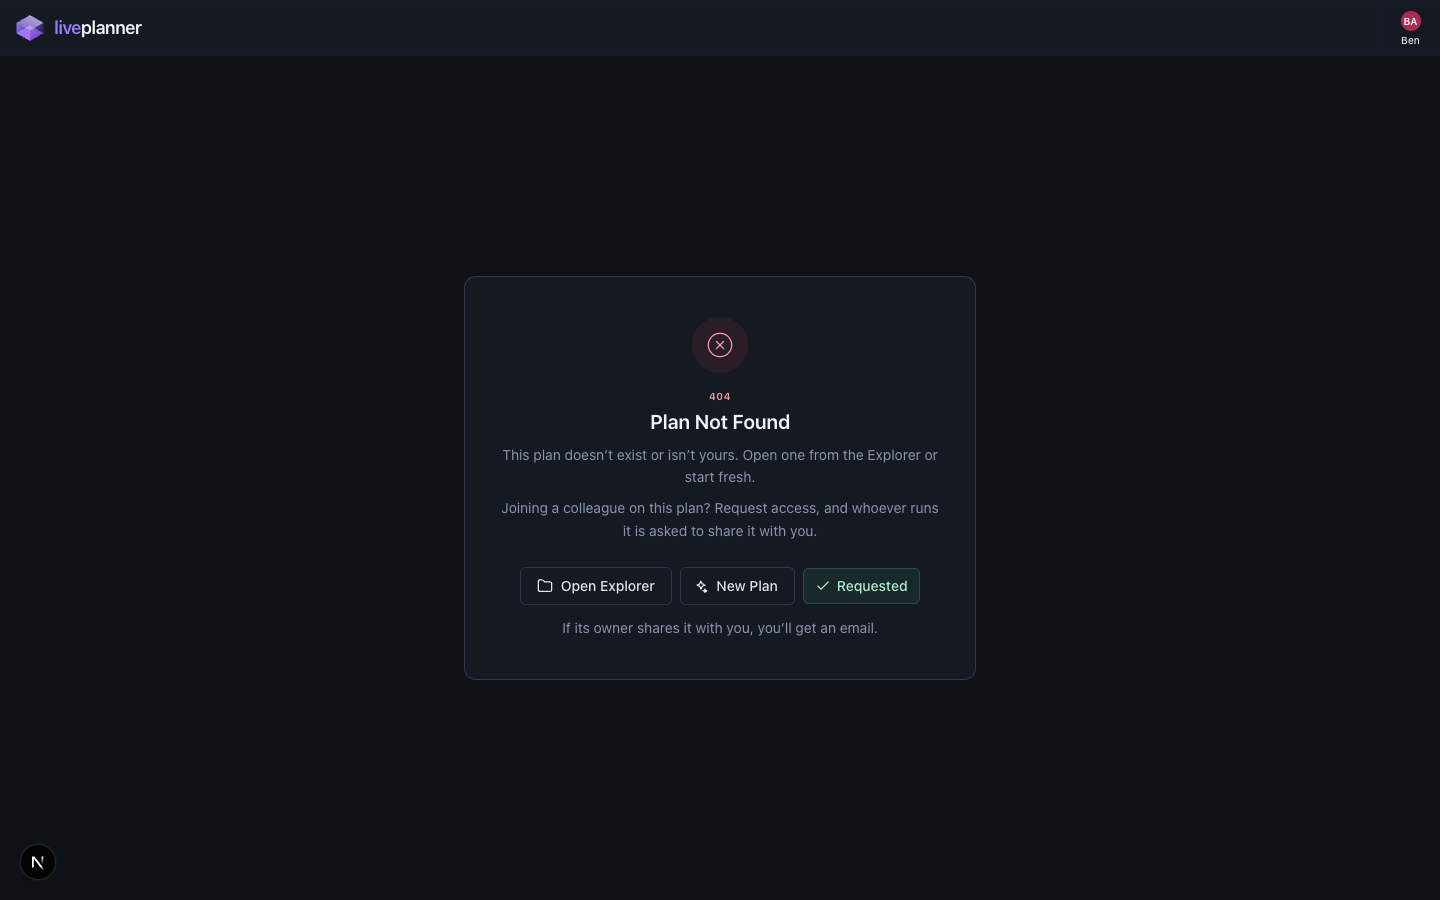 liveplanner
BA
Ben
404
Plan Not Found
This plan doesn’t exist or isn’t yours. Open one from the Explorer or
start fresh.
Joining a colleague on this plan? Request access, and whoever runs
it is asked to share it with you.
Open Explorer
New Plan
Requested
If its owner shares it with you, you’ll get an email.
N